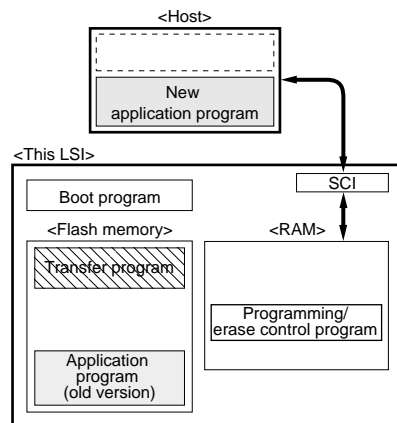 <Host>
New
application program
<This LSI>
SCI
Boot program
<Flash memory>
<RAM>
Transfer program
Programming/
erase control program
Application
program
(old version)